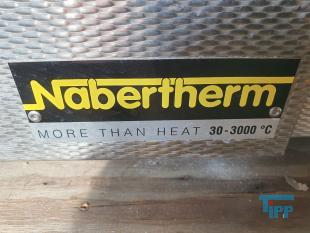 Nabertherm
MORE THAN HEAT 30-3000 °C
TIPP